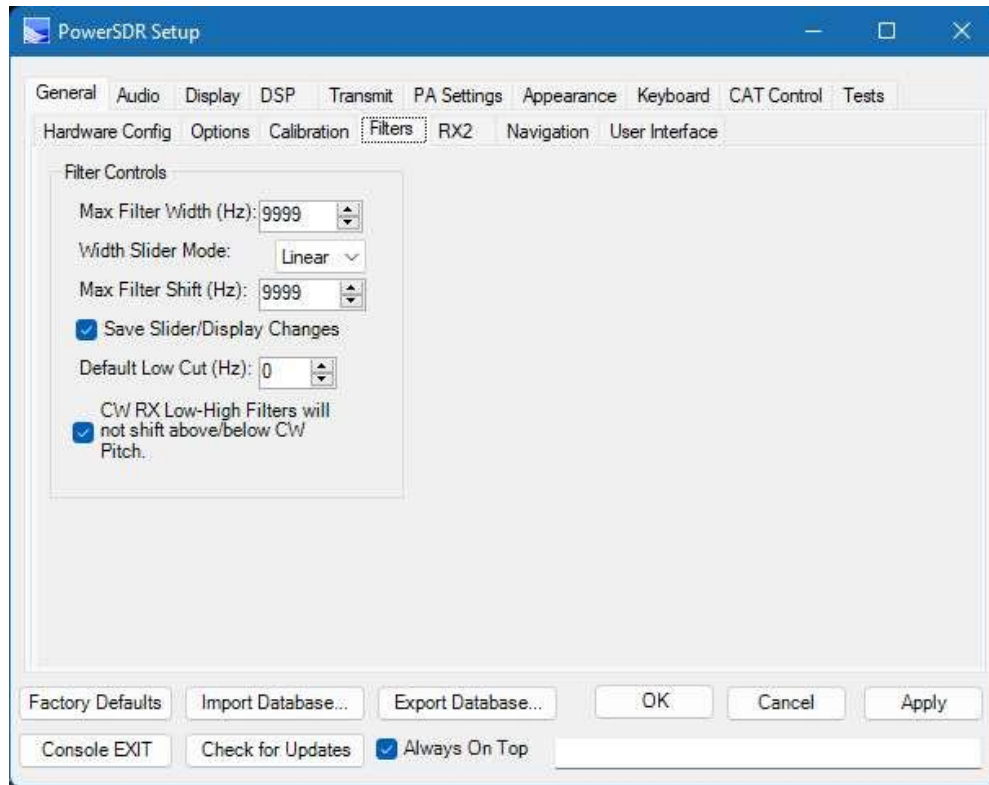 PowerSDR Setup
General Audio Display DSP Transmit PA Settings Appearance Keyboard CAT Control Tests
Hardware Config Options Calibration Filters RX2 Navigation User Interface
Filter Controls
Max Filter Width (Hz): 9999
Width Slider Mode: Linear
Max Filter Shift (Hz): 9999
Save Slider/Display Changes
Default Low Cut (Hz): 0
CW RX Low-High Filters will
not shift above/below CW
Pitch.
Factory Defaults Import Database... Export Database... OK Cancel Apply
Console EXIT Check for Updates Always On Top